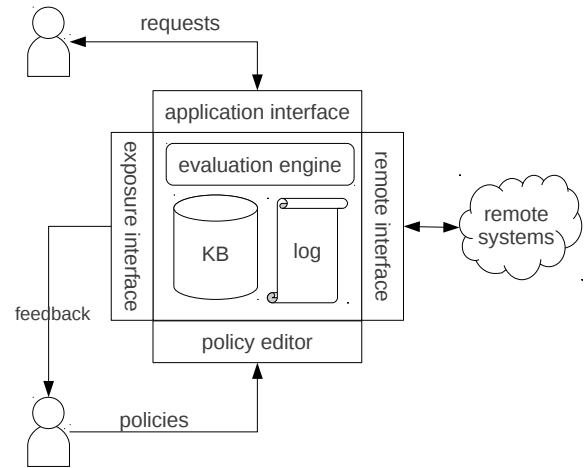 requests
application interface
exposure interface
evaluation engine
remote interface
KB
log
remote
systems
feedback
policy editor
policies